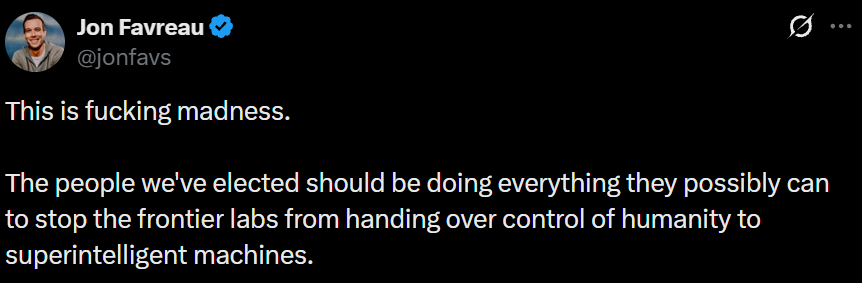 Jon Favreau
@jonfavs
This is fucking madness.
The people we've elected should be doing everything they possibly can
to stop the frontier labs from handing over control of humanity to
superintelligent machines.